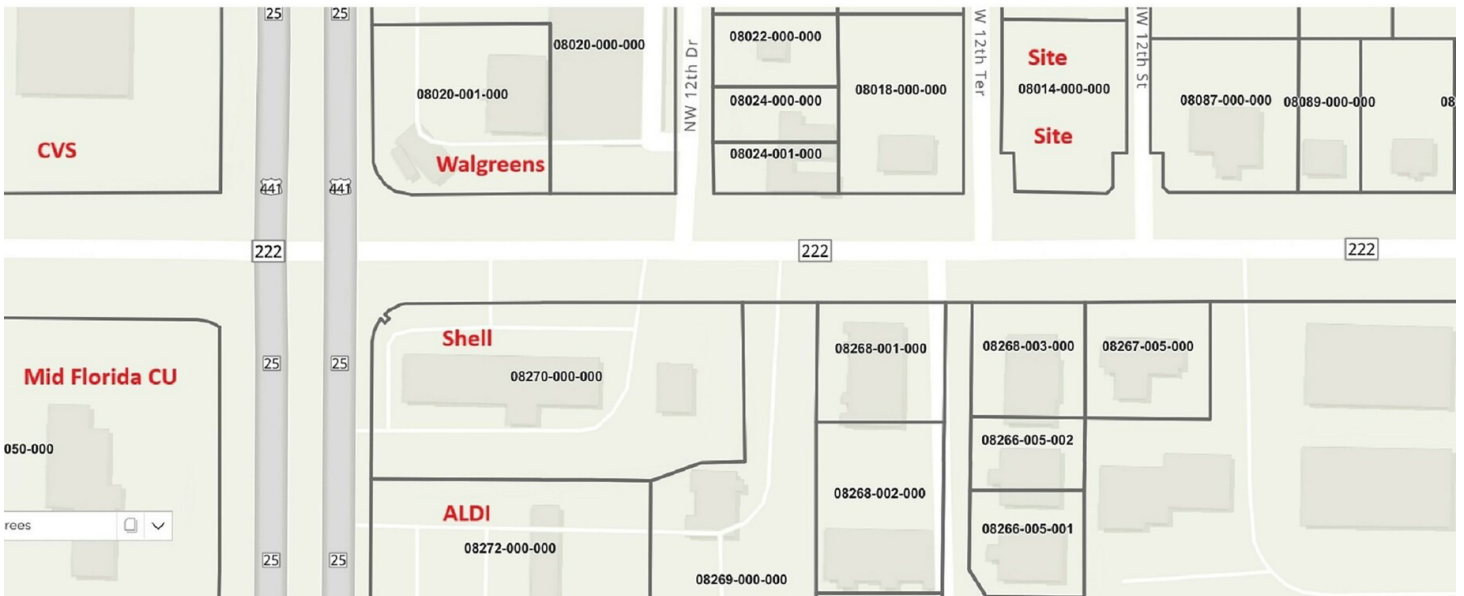 25
25
08020-000-000
08020-001-000
NW 12th Dr
08022-000-000
08024-000-000
08024-001-000
08018-000-000
W 12th Ter
Site
08014-000-000
Site
NW 12th St
08087-000-000
08089-000-000
08
CVS
Walgreens
441
441
222
222
222
Shell
08270-000-000
08268-001-000
08268-003-000
08267-005-000
Mid Florida CU
25
25
050-000
08266-005-002
08268-002-000
ALDI
08272-000-000
08266-005-001
rees
25
25
08269-000-000